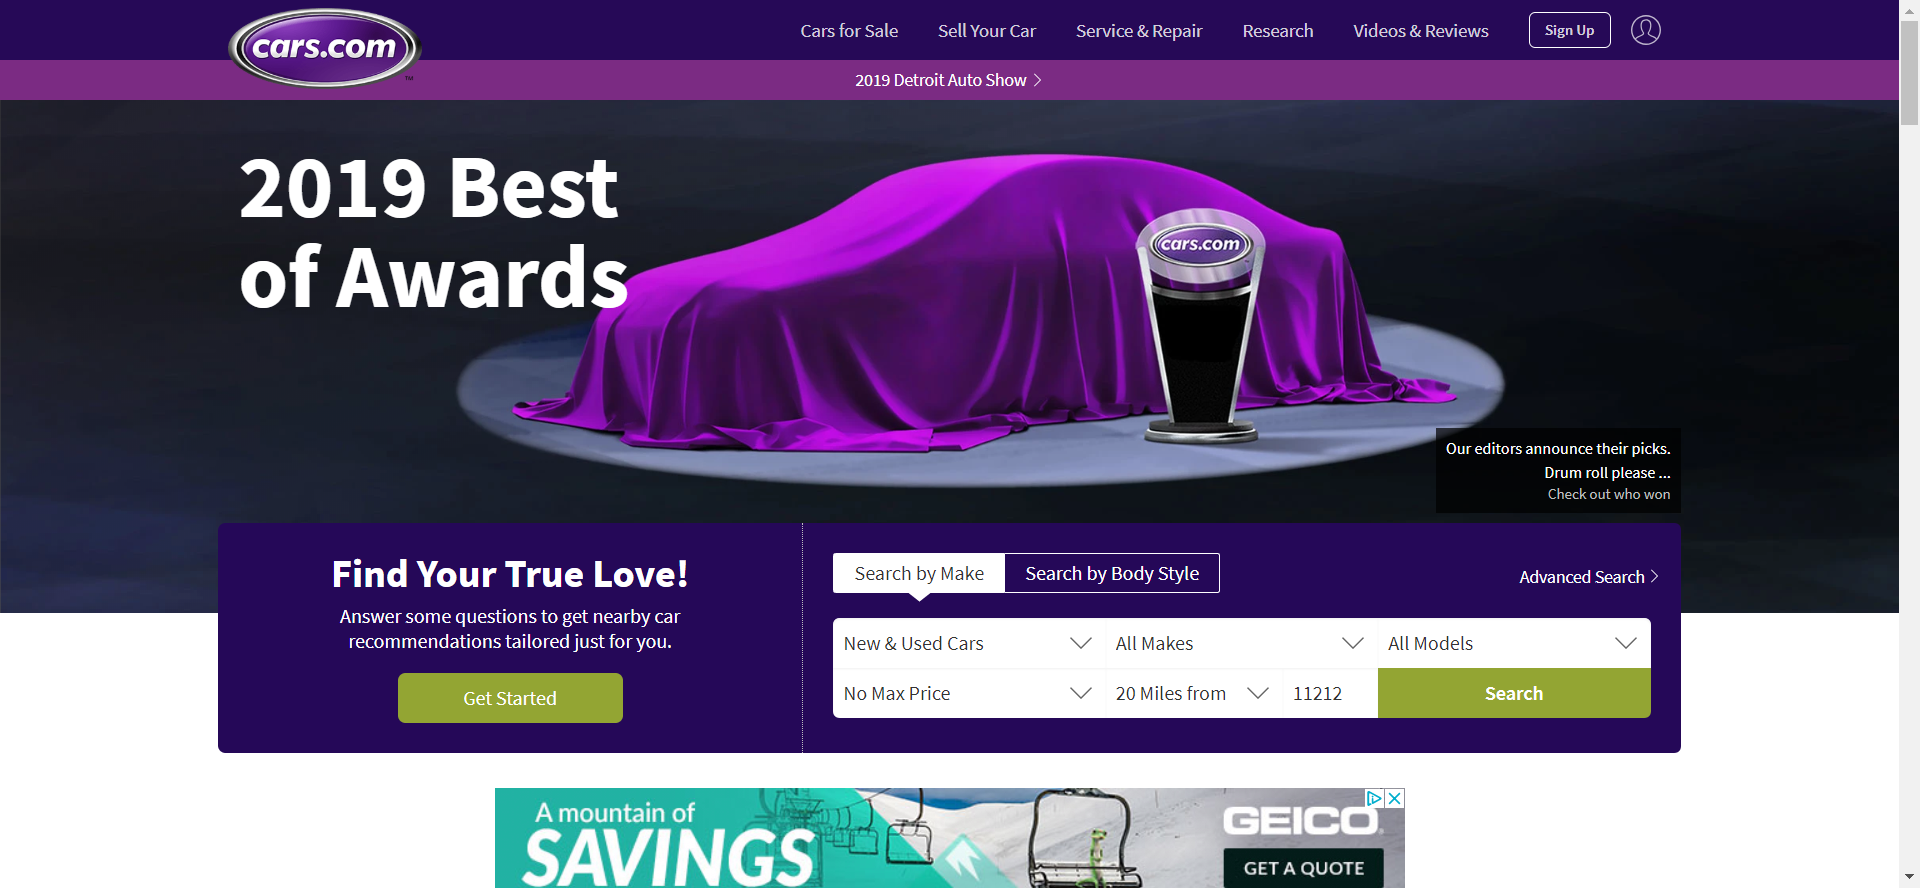 cars.com
TM
Cars for Sale
Sell Your Car
Service & Repair
Research
Videos & Reviews
Sign Up
2019 Detroit Auto Show
2019 Best
of Awards
cars.com
Our editors announce their picks.
Drum roll please ...
Check out who won
Find Your True Love!
Answer some questions to get nearby car
recommendations tailored just for you.
Get Started
Search by Make
Search by Body Style
Advanced Search
New & Used Cars
All Makes
All Models
No Max Price
20 Miles from
11212
Search
A mountain of
SAVINGS
GEICO
GET A QUOTE